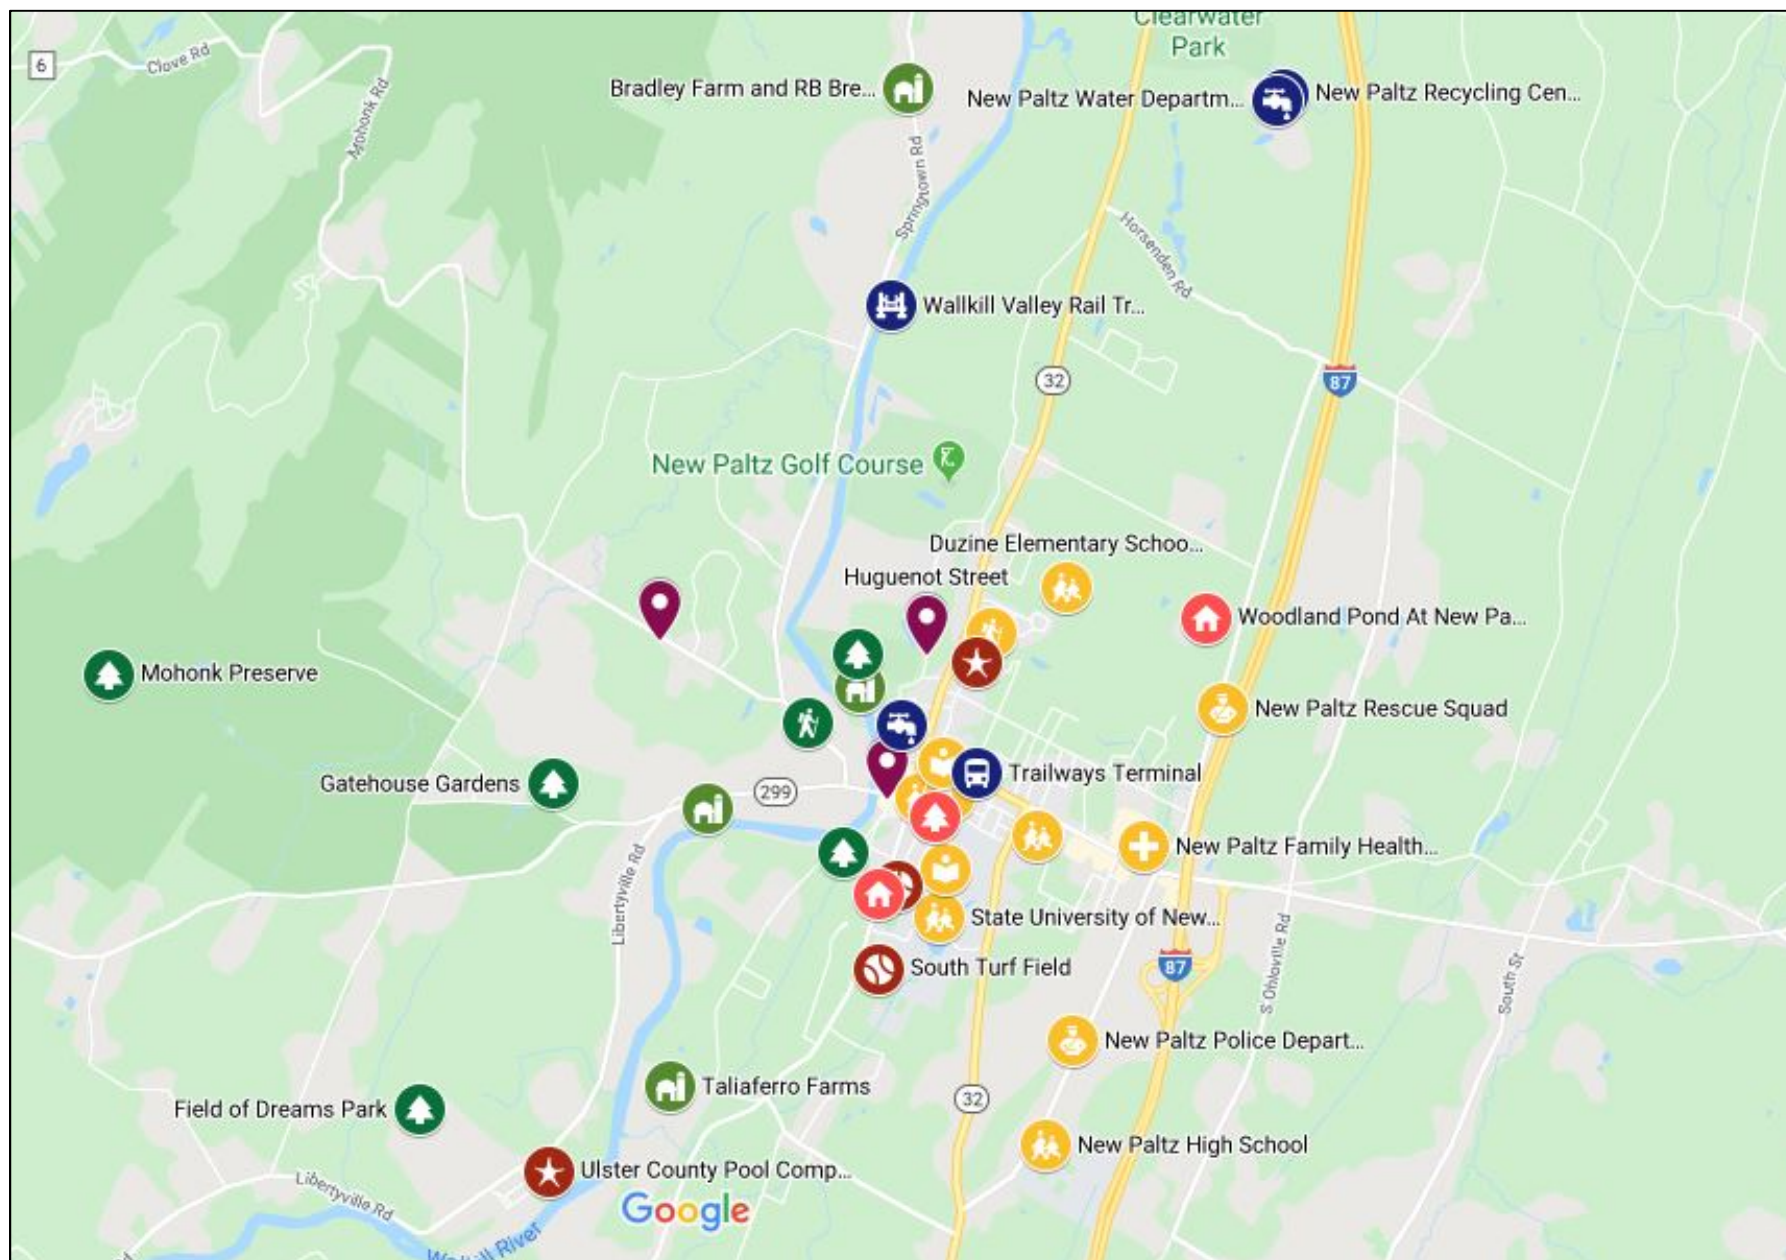 Clearwater
Park
6
Clove Rd
Mohonk Rd
Bradley Farm and RB Bre...
New Paltz Water Departm...
New Paltz Recycling Cen...
Springtown Rd
Horsenden Rd
Wallkill Valley Rail Tr...
32
87
New Paltz Golf Course
Duzine Elementary Schoo...
Huguenot Street
Woodland Pond At New Pa...
Mohonk Preserve
New Paltz Rescue Squad
Gatehouse Gardens
299
Trailways Terminal
New Paltz Family Health...
Libertyville Rd
State University of New...
South Turf Field
87
S Ohioville Rd
South St
New Paltz Police Depart...
Taliaferro Farms
32
Field of Dreams Park
New Paltz High School
Ulster County Pool Comp...
Libertyville Rd
Google
Wallkill River